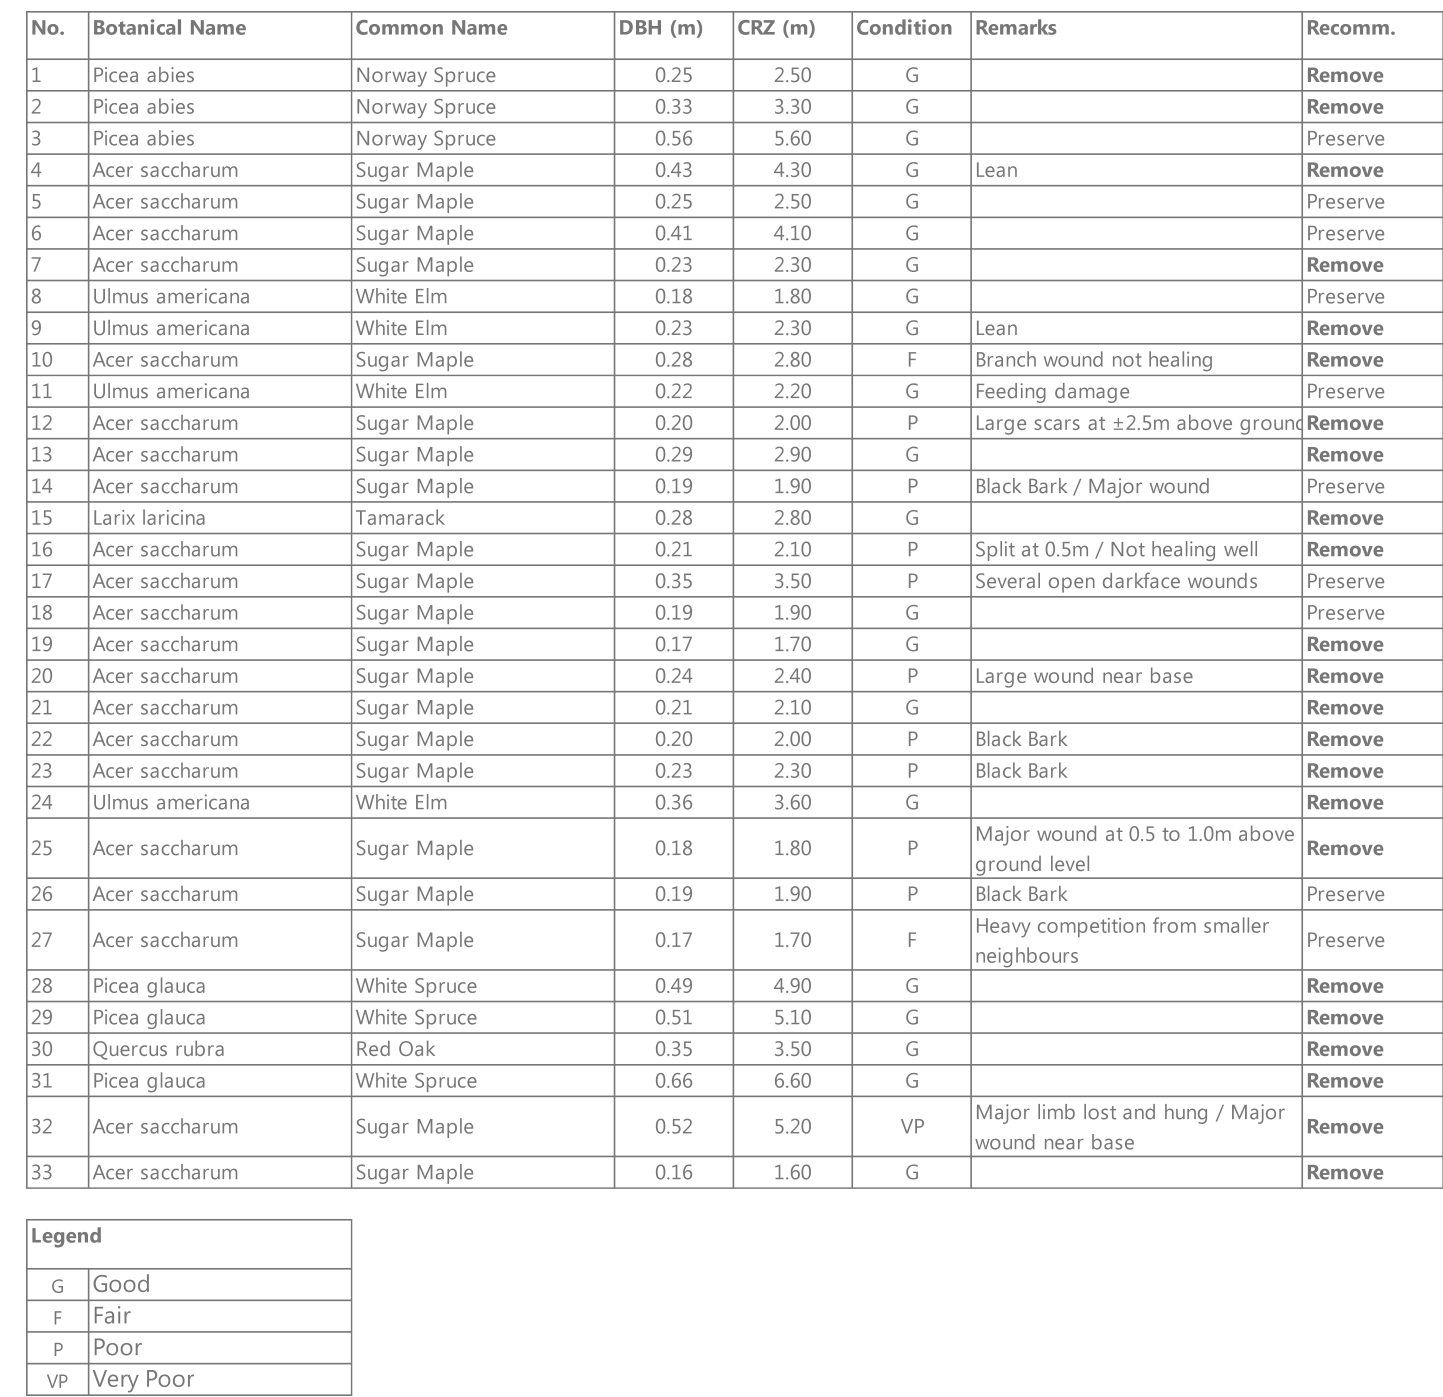 No. Botanical Name Common Name DBH (m) CRZ (m) Condition Remarks Recomm.
1 Picea abies Norway Spruce 0.25 2.50 G Remove
2 Picea abies Norway Spruce 0.33 3.30 G Remove
3 Picea abies Norway Spruce 0.56 5.60 G Preserve
4 Acer saccharum Sugar Maple 0.43 4.30 G Lean Remove
5 Acer saccharum Sugar Maple 0.25 2.50 G Preserve
6 Acer saccharum Sugar Maple 0.41 4.10 G Preserve
7 Acer saccharum Sugar Maple 0.23 2.30 G Remove
8 Ulmus americana White Elm 0.18 1.80 G Preserve
9 Ulmus americana White Elm 0.23 2.30 G Lean Remove
10 Acer saccharum Sugar Maple 0.28 2.80 F Branch wound not healing Remove
11 Ulmus americana White Elm 0.22 2.20 G Feeding damage Preserve
12 Acer saccharum Sugar Maple 0.20 2.00 P Large scars at ±2.5m above ground Remove
13 Acer saccharum Sugar Maple 0.29 2.90 G Remove
14 Acer saccharum Sugar Maple 0.19 1.90 P Black Bark / Major wound Preserve
15 Larix laricina Tamarack 0.28 2.80 G Remove
16 Acer saccharum Sugar Maple 0.21 2.10 P Split at 0.5m / Not healing well Remove
17 Acer saccharum Sugar Maple 0.35 3.50 P Several open darkface wounds Preserve
18 Acer saccharum Sugar Maple 0.19 1.90 G Preserve
19 Acer saccharum Sugar Maple 0.17 1.70 G Remove
20 Acer saccharum Sugar Maple 0.24 2.40 P Large wound near base Remove
21 Acer saccharum Sugar Maple 0.21 2.10 G Remove
22 Acer saccharum Sugar Maple 0.20 2.00 P Black Bark Remove
23 Acer saccharum Sugar Maple 0.23 2.30 P Black Bark Remove
24 Ulmus americana White Elm 0.36 3.60 G Remove
25 Acer saccharum Sugar Maple 0.18 1.80 P Major wound at 0.5 to 1.0m above
ground level Remove
26 Acer saccharum Sugar Maple 0.19 1.90 P Black Bark Preserve
27 Acer saccharum Sugar Maple 0.17 1.70 F Heavy competition from smaller
neighbours Preserve
28 Picea glauca White Spruce 0.49 4.90 G Remove
29 Picea glauca White Spruce 0.51 5.10 G Remove
30 Quercus rubra Red Oak 0.35 3.50 G Remove
31 Picea glauca White Spruce 0.66 6.60 G Remove
32 Acer saccharum Sugar Maple 0.52 5.20 VP Major limb lost and hung / Major
wound near base Remove
33 Acer saccharum Sugar Maple 0.16 1.60 G Remove
Legend
G Good
F Fair
P Poor
VP Very Poor